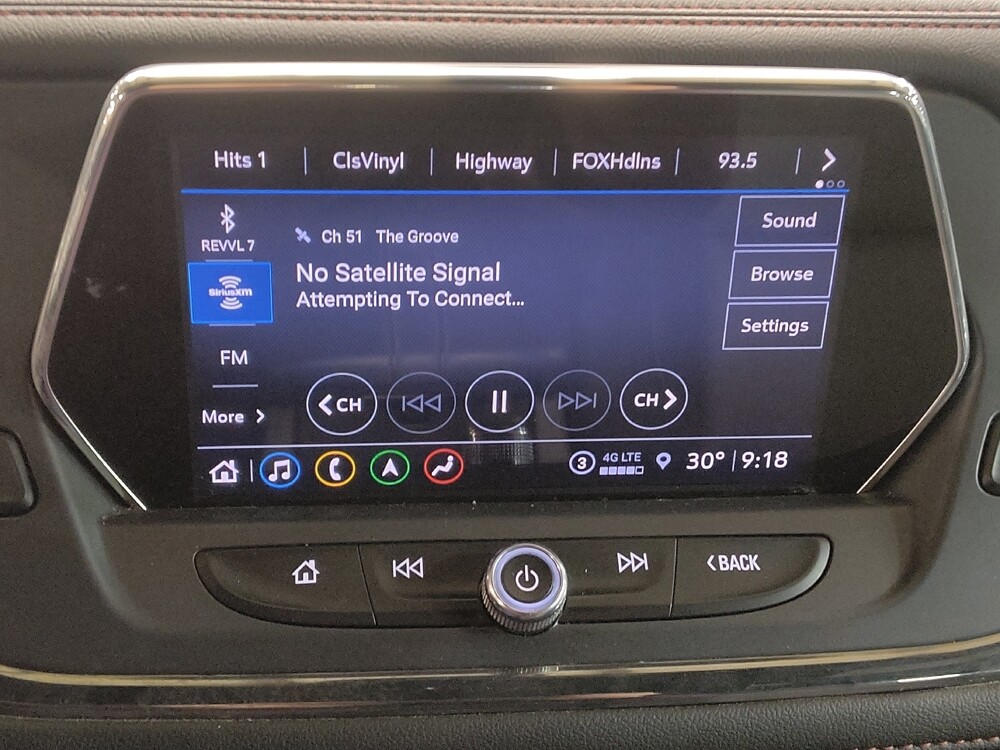 Hits 1 ClsVinyl Highway FOXHdlns 93.5
REVVL 7
Ch 51 The Groove
Sound
SiriusXM
No Satellite Signal
Attempting To Connect...
Browse
Settings
FM
More
CH CH
3 4G LTE 30° 9:18
BACK